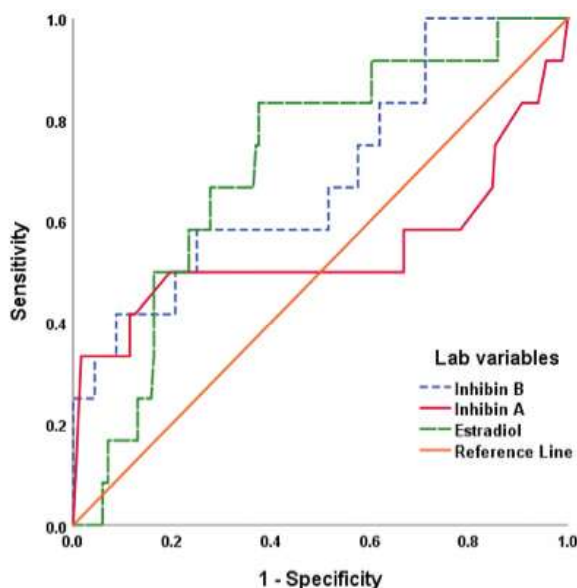 1.0
0.8
0.6
0.4
0.2
0.0
Sensitivity
Lab variables
Inhibin B
Inhibin A
Estradiol
Reference Line
0.0 0.2 0.4 0.6 0.8 1.0
1 - Specificity